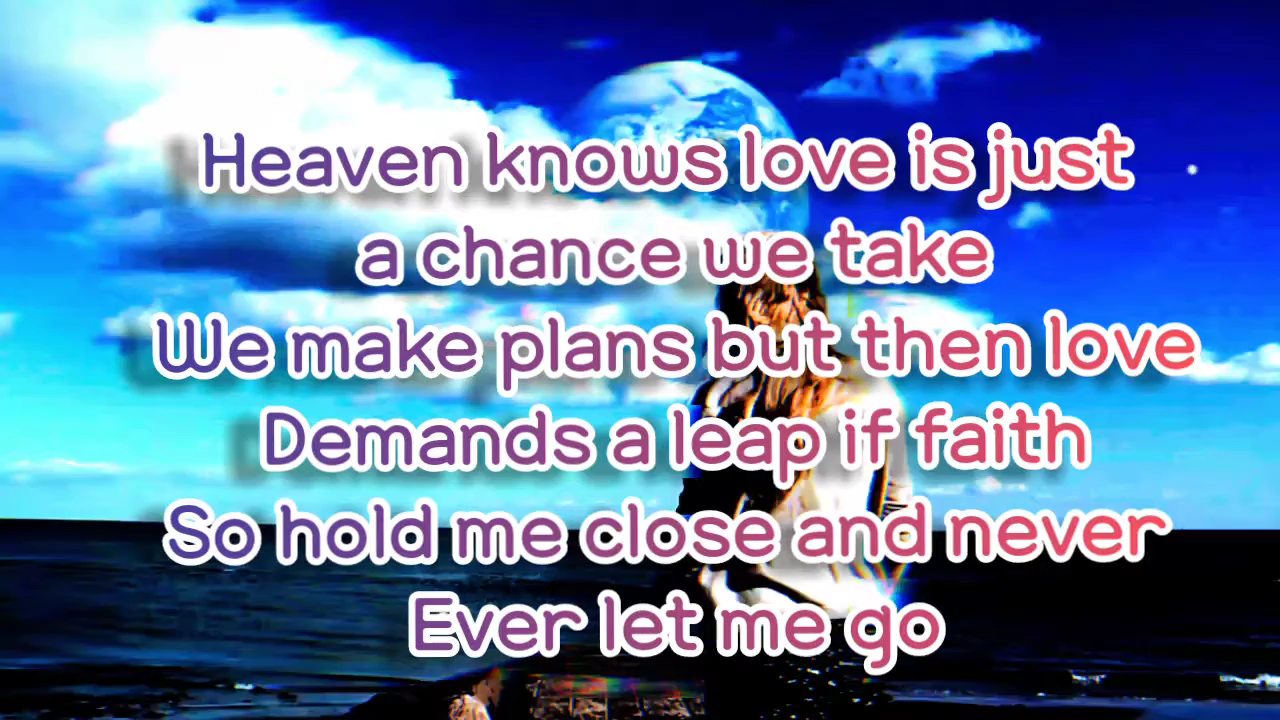 Heaven knows love is just
a chance we take
We make plans but then love
Demands a leap if faith
So hold me close and never
Ever let me go